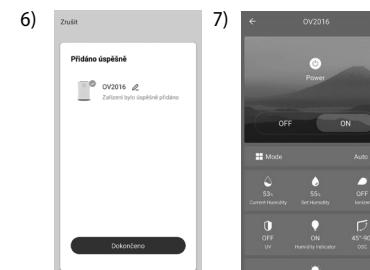 6)
Zrušit
Přidáno úspěšně
OV2016
Zařízení bylo úspěšně přidáno
Dokončeno
7)
OV2016
Power
OFF ON
Mode Auto
53% 55% OFF
Current Humidity Set Humidity Ionizer
OFF ON 45°-90
UV Humidity Indicator OSC